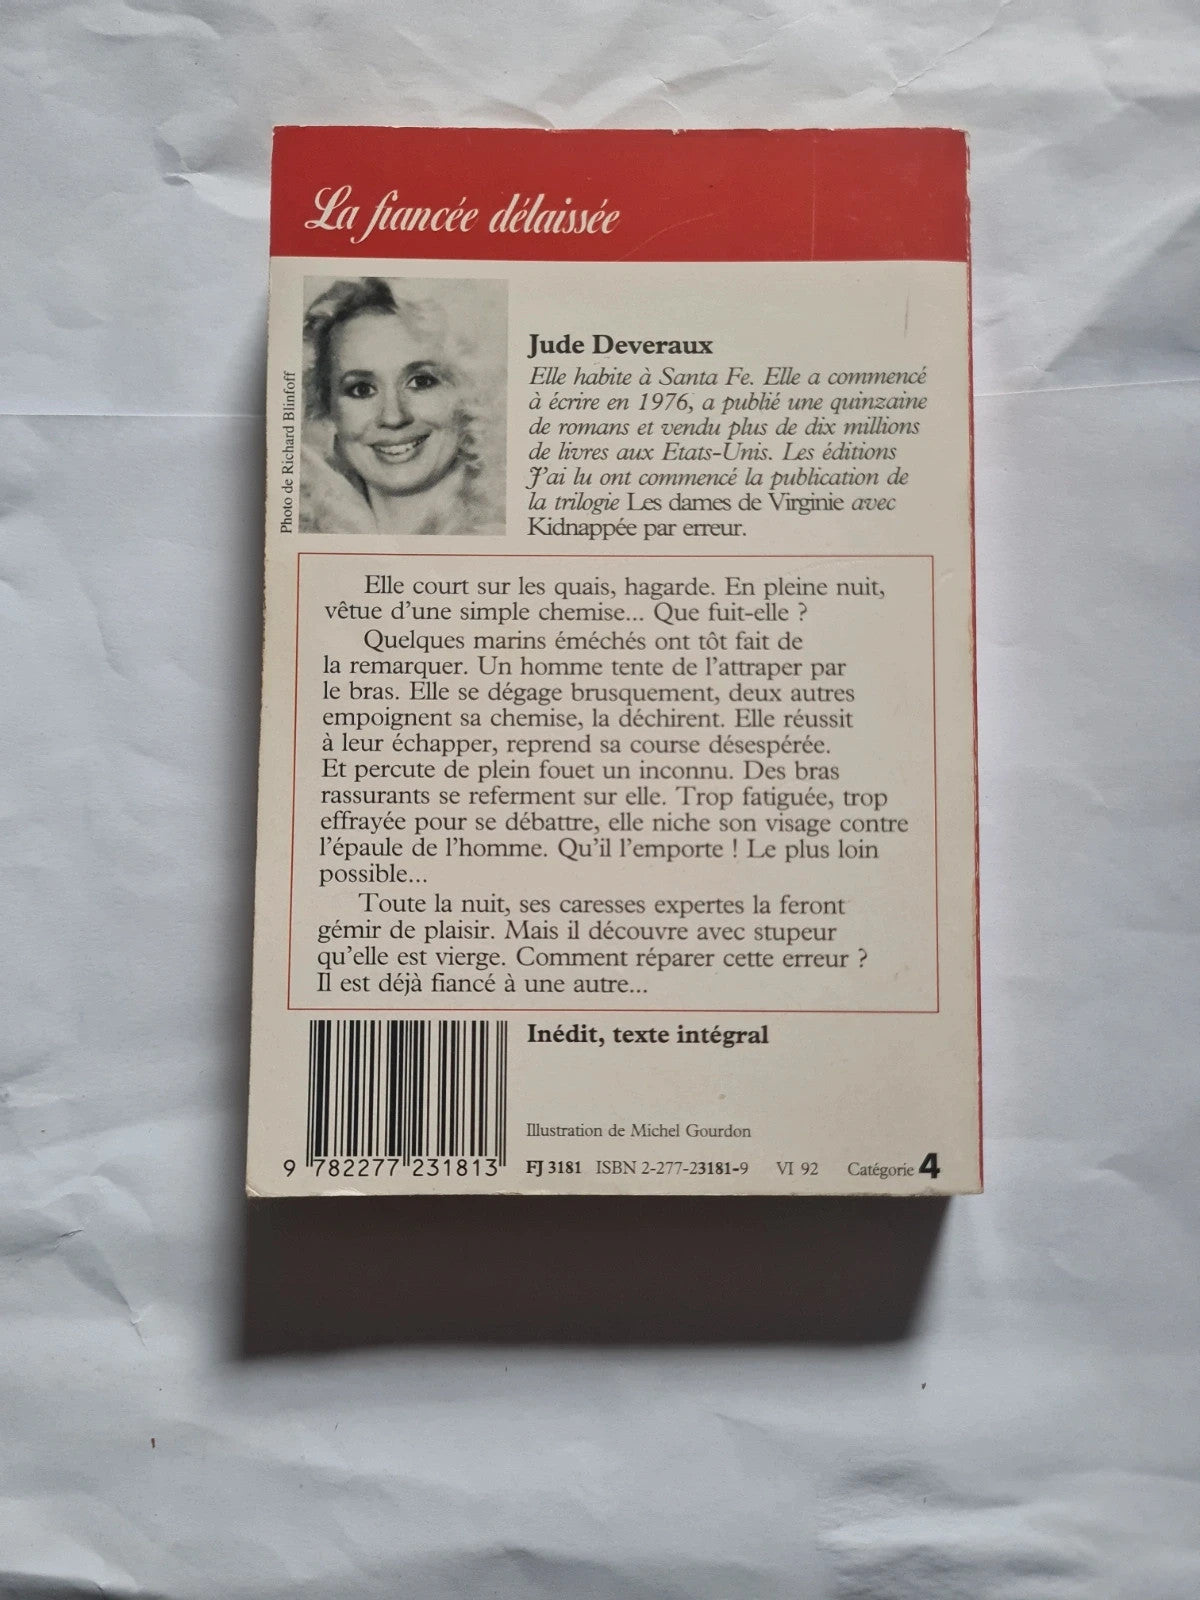 La fiancée délaissée
Photo de Richard Blinfoff
Jude Deveraux
Elle habite à Santa Fe. Elle a commencé
à écrire en 1976, a publié une quinzaine
de romans et vendu plus de dix millions
de livres aux Etats-Unis. Les éditions
J'ai lu ont commencé la publication de
la trilogie Les dames de Virginie avec
Kidnappée par erreur.
Elle court sur les quais, hagarde. En pleine nuit,
vêtue d'une simple chemise... Que fuit-elle ?
Quelques marins éméchés ont tôt fait de
la remarquer. Un homme tente de l'attraper par
le bras. Elle se dégage brusquement, deux autres
empoignent sa chemise, la déchirent. Elle réussit
à leur échapper, reprend sa course désespérée.
Et percute de plein fouet un inconnu. Des bras
rassurants se referment sur elle. Trop fatiguée, trop
effrayée pour se débattre, elle niche son visage contre
l'épaule de l'homme. Qu'il l'emporte ! Le plus loin
possible...
Toute la nuit, ses caresses expertes la feront
gémir de plaisir. Mais il découvre avec stupeur
qu'elle est vierge. Comment réparer cette erreur ?
Il est déjà fiancé à une autre...
Inédit, texte intégral
Illustration de Michel Gourdon
9 782277 231813
FJ 3181 ISBN 2-277-23181-9 VI 92 Catégorie 4